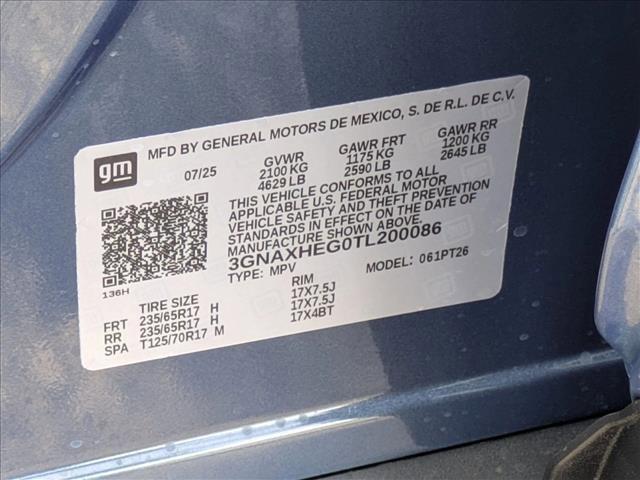 gm
MFD BY GENERAL MOTORS DE MEXICO, S. DE R.L. DE C.V.
07/25 GVWR GAWR FRT GAWR RR
2100 KG 1175 KG 1200 KG
4629 LB 2590 LB 2645 LB
THIS VEHICLE CONFORMS TO ALL
APPLICABLE U.S. FEDERAL MOTOR
VEHICLE SAFETY AND THEFT PREVENTION
STANDARDS IN EFFECT ON THE DATE OF
MANUFACTURE SHOWN ABOVE.
3GNAXHEG0TL200086
TYPE: MPV MODEL: 061PT26
136H
TIRE SIZE RIM
FRT 235/65R17 H 17X7.5J
RR 235/65R17 H 17X7.5J
SPA T125/70R17 M 17X4BT